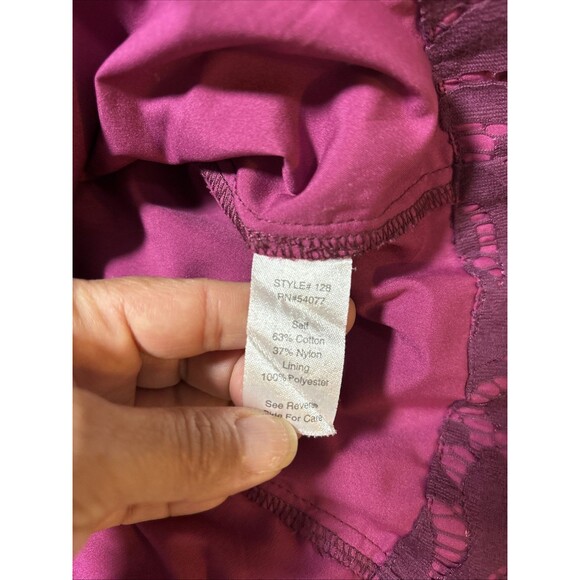 STYLE# 128
RN#54077
Self
63% Cotton
37% Nylon
Lining
100% Polyester
See Reverse
Side For Care